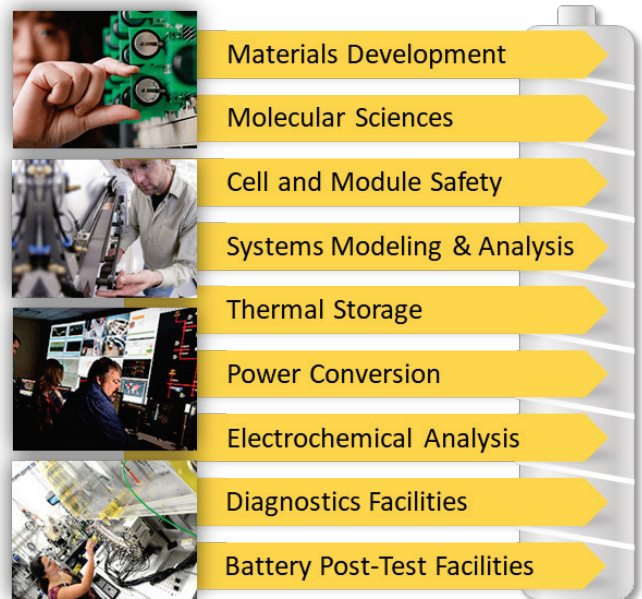 Materials Development
Molecular Sciences
Cell and Module Safety
Systems Modeling & Analysis
Thermal Storage
Power Conversion
Electrochemical Analysis
Diagnostics Facilities
Battery Post-Test Facilities